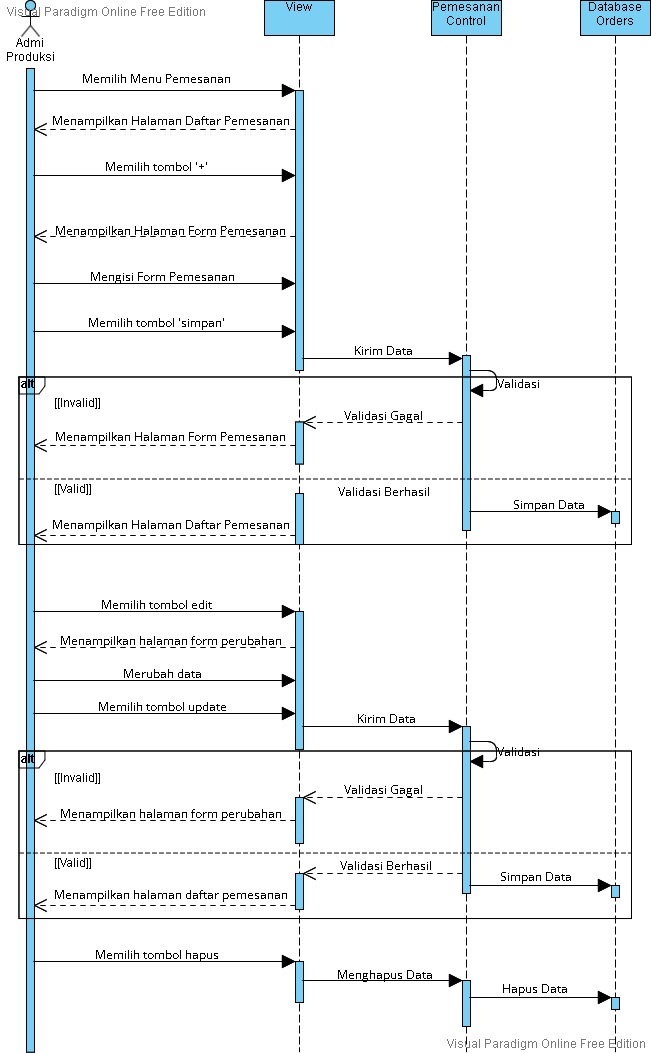 Visual Paradigm Online Free Edition
View
Pemesanan
Control
Database
Orders
Admi
Produksi
Memilih Menu Pemesanan
Menampilkan Halaman Daftar Pemesanan
Memilih tombol '+'
Menampilkan Halaman Form Pemesanan
Mengisi Form Pemesanan
Memilih tombol 'simpan'
Kirim Data
alt
Validasi
[[Invalid]]
Validasi Gagal
Menampilkan Halaman Form Pemesanan
[[Valid]]
Validasi Berhasil
Simpan Data
Menampilkan Halaman Daftar Pemesanan
Memilih tombol edit
Menampilkan halaman form perubahan
Merubah data
Memilih tombol update
Kirim Data
Validasi
alt
[[Invalid]]
Validasi Gagal
Menampilkan halaman form perubahan
[[Valid]]
Validasi Berhasil
Simpan Data
Menampilkan halaman daftar pemesanan
Memilih tombol hapus
Menghapus Data
Hapus Data
Visual Paradigm Online Free Edition